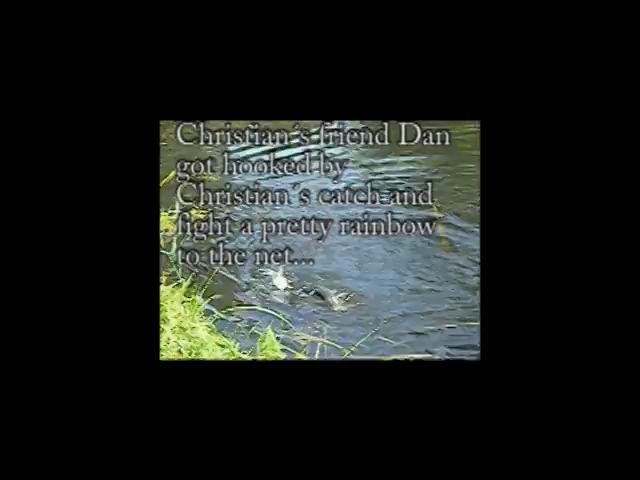 Christian´s friend Dan
got hooked by
Christian´s catch and
fight a pretty rainbow
to the net...